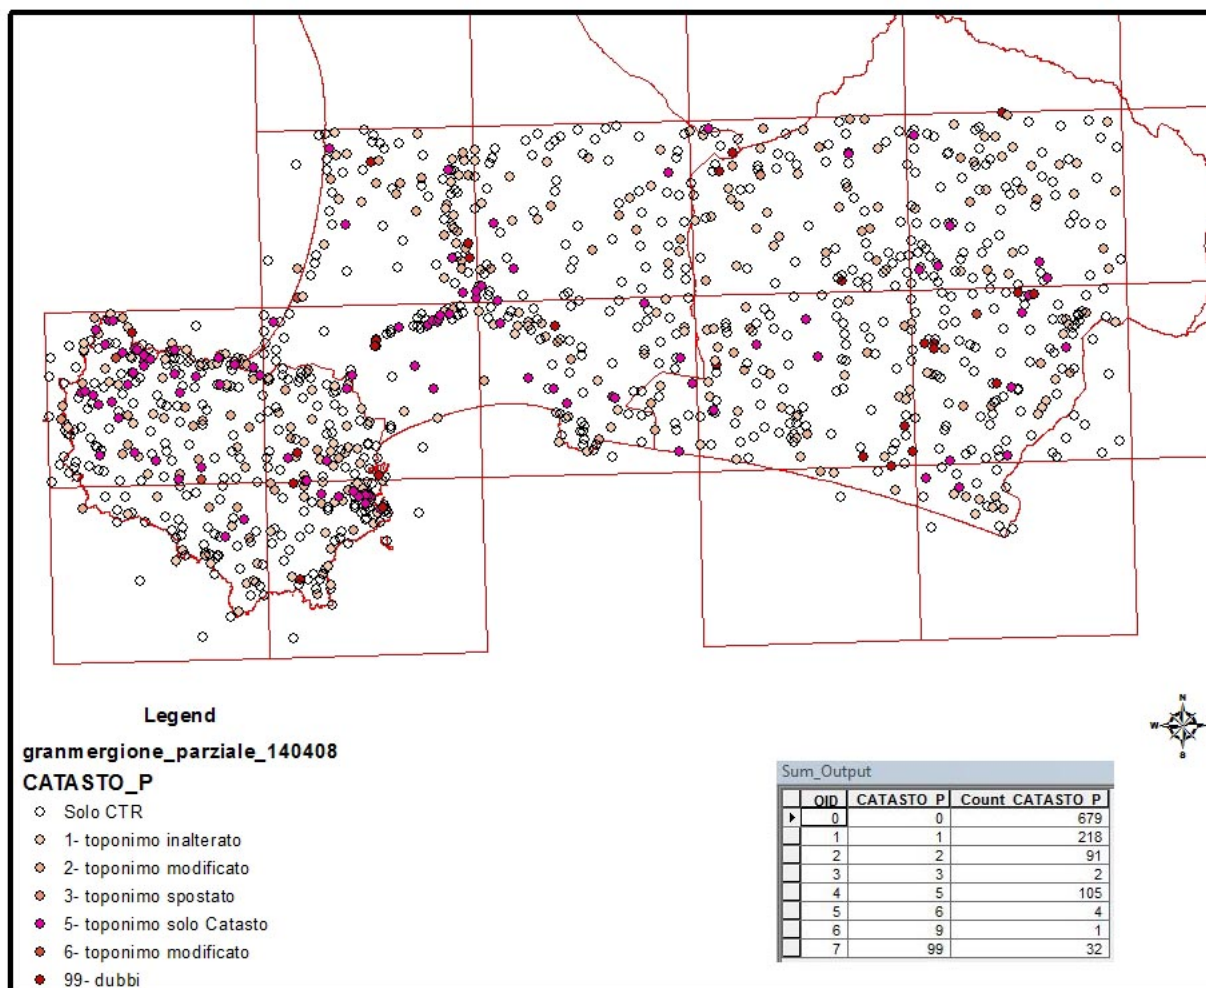 Legend
granmergione_parziale_140408
CATASTO_P
Solo CTR
1- toponimo inalterato
2- toponimo modificato
3- toponimo spostato
5- toponimo solo Catasto
6- toponimo modificato
99- dubbi
N
W
S
Sum_Output
OID CATASTO_P Count_CATASTO_P
0 0 679
1 1 218
2 2 91
3 3 2
4 5 105
5 6 4
6 9 1
7 99 32